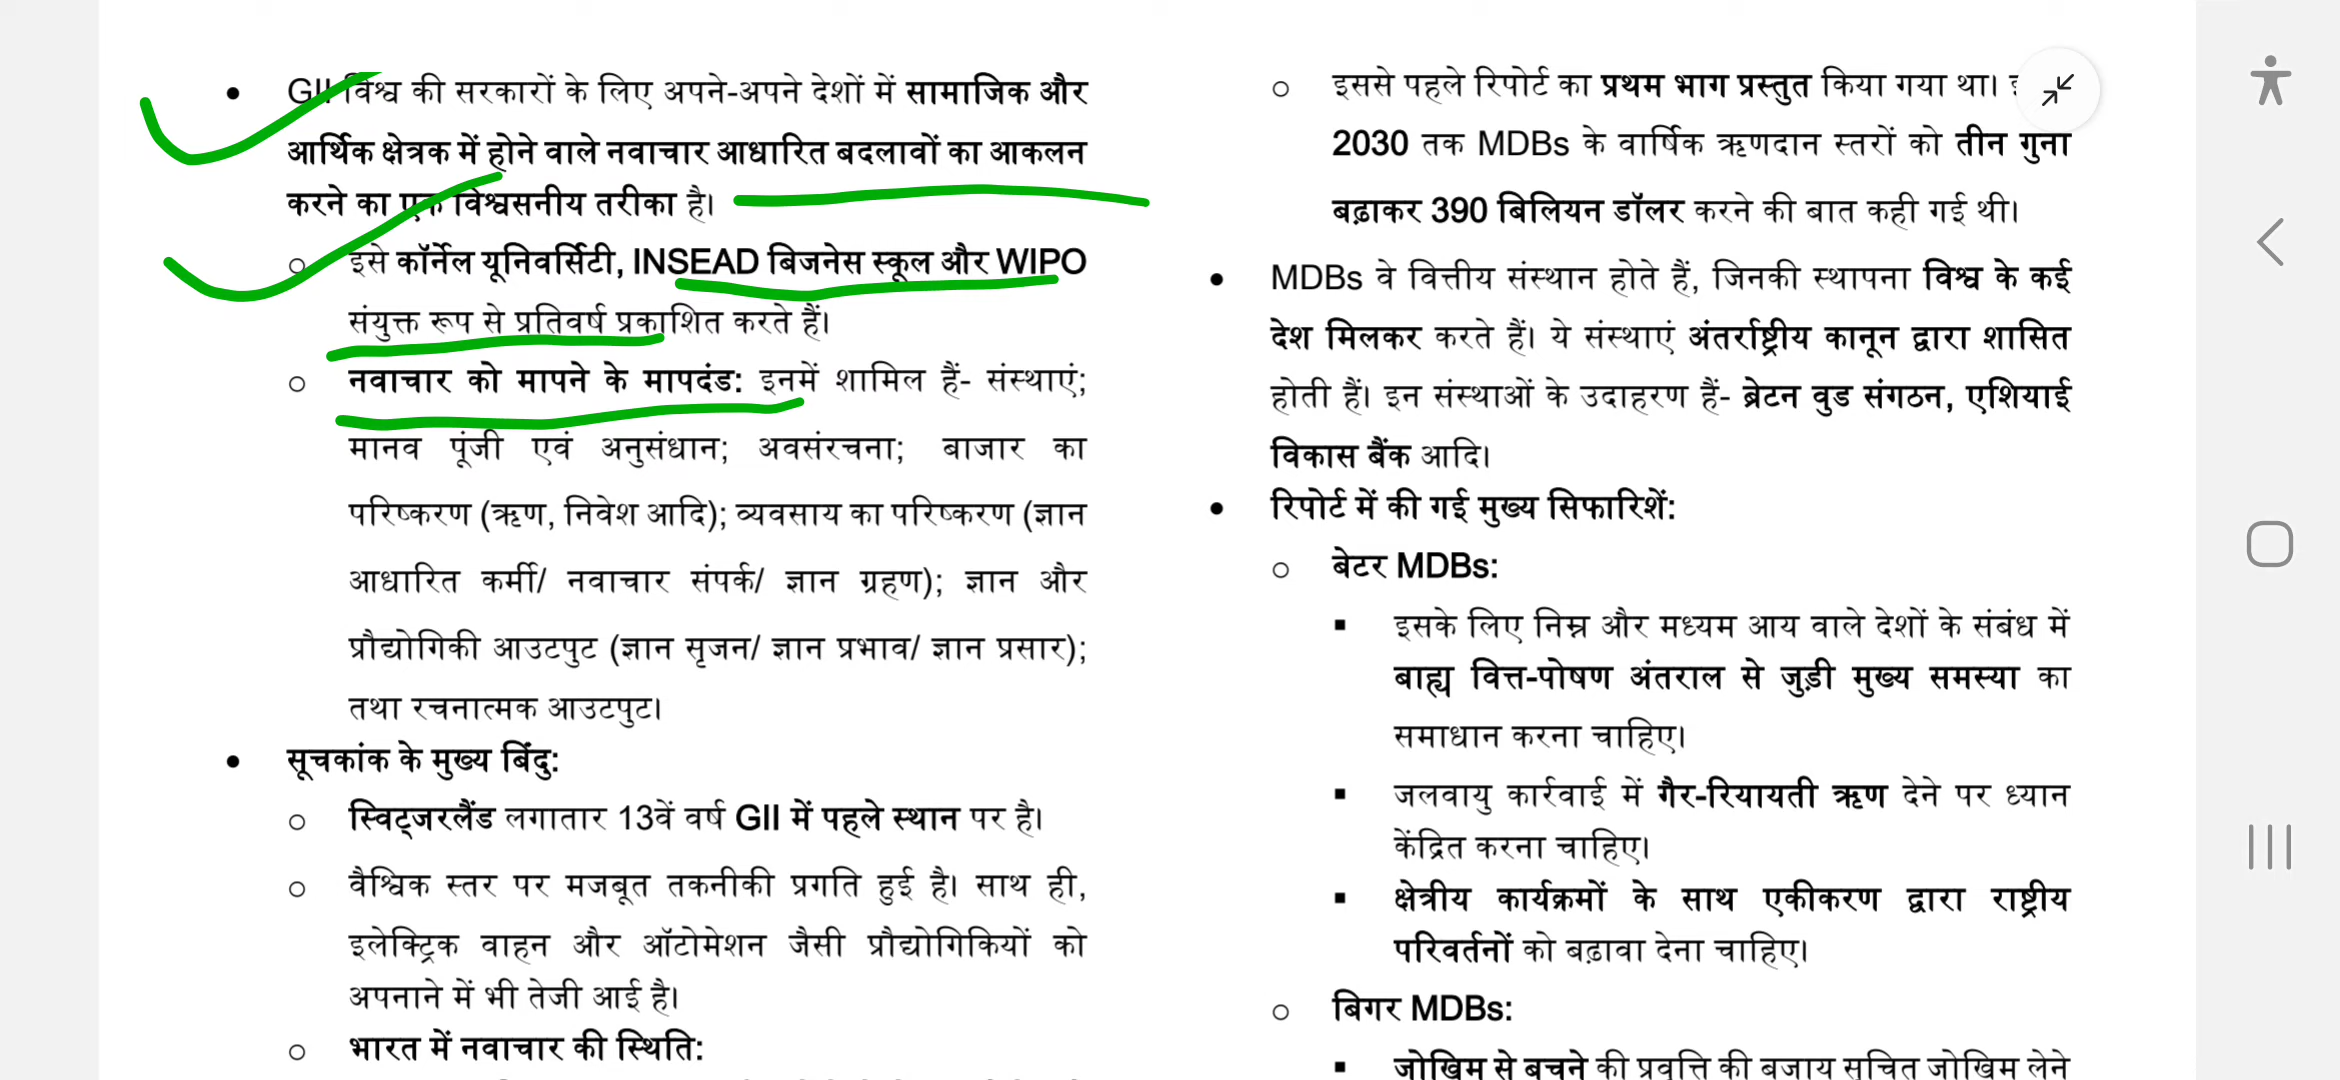 • GII विश्व की सरकारों के लिए अपने-अपने देशों में सामाजिक और
आर्थिक क्षेत्रक में होने वाले नवाचार आधारित बदलावों का आकलन
करने का एक विश्वसनीय तरीका है।
○ इसे कॉर्नेल यूनिवर्सिटी, INSEAD बिजनेस स्कूल और WIPO
संयुक्त रूप से प्रतिवर्ष प्रकाशित करते हैं।
○ नवाचार को मापने के मापदंड: इनमें शामिल हैं- संस्थाएं;
मानव पूंजी एवं अनुसंधान; अवसंरचना; बाजार का
परिष्करण (ऋण, निवेश आदि); व्यवसाय का परिष्करण (ज्ञान
आधारित कर्मी/ नवाचार संपर्क/ ज्ञान ग्रहण); ज्ञान और
प्रौद्योगिकी आउटपुट (ज्ञान सृजन/ ज्ञान प्रभाव/ ज्ञान प्रसार);
तथा रचनात्मक आउटपुट।
• सूचकांक के मुख्य बिंदु:
○ स्विट्जरलैंड लगातार 13वें वर्ष GII में पहले स्थान पर है।
○ वैश्विक स्तर पर मजबूत तकनीकी प्रगति हुई है। साथ ही,
इलेक्ट्रिक वाहन और ऑटोमेशन जैसी प्रौद्योगिकियों को
अपनाने में भी तेजी आई है।
○ भारत में नवाचार की स्थिति:
○ इससे पहले रिपोर्ट का प्रथम भाग प्रस्तुत किया गया था।
2030 तक MDBs के वार्षिक ऋणदान स्तरों को तीन गुना
बढ़ाकर 390 बिलियन डॉलर करने की बात कही गई थी।
• MDBs वे वित्तीय संस्थान होते हैं, जिनकी स्थापना विश्व के कई
देश मिलकर करते हैं। ये संस्थाएं अंतर्राष्ट्रीय कानून द्वारा शासित
होती हैं। इन संस्थाओं के उदाहरण हैं- ब्रेटन वुड संगठन, एशियाई
विकास बैंक आदि।
• रिपोर्ट में की गई मुख्य सिफारिशें:
○ बेटर MDBs:
▪ इसके लिए निम्न और मध्यम आय वाले देशों के संबंध में
बाह्य वित्त-पोषण अंतराल से जुड़ी मुख्य समस्या का
समाधान करना चाहिए।
▪ जलवायु कार्रवाई में गैर-रियायती ऋण देने पर ध्यान
केंद्रित करना चाहिए।
▪ क्षेत्रीय कार्यक्रमों के साथ एकीकरण द्वारा राष्ट्रीय
परिवर्तनों को बढ़ावा देना चाहिए।
○ बिगर MDBs:
▪ जोखिम से बचने की प्रवृत्ति की बजाय सूचित जोखिम लेने